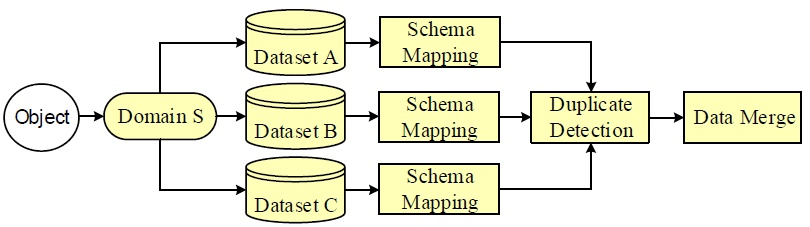 Object
Domain S
Dataset A
Schema
Mapping
Dataset B
Schema
Mapping
Dataset C
Schema
Mapping
Duplicate
Detection
Data Merge